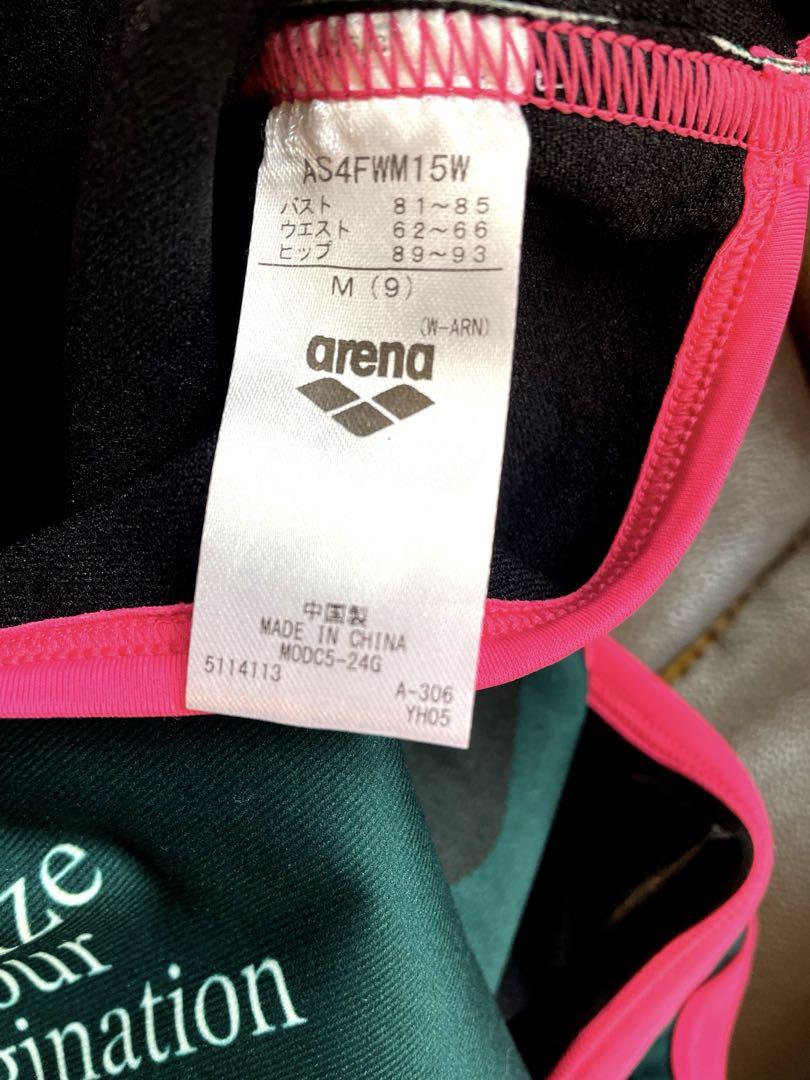 AS4FWM15W
バスト 81~85
ウエスト 62~66
ヒップ 89~93
M (9)
(W-ARN)
arena
中国製
MADE IN CHINA
MODC5-24G
5114113
A-306
YH05